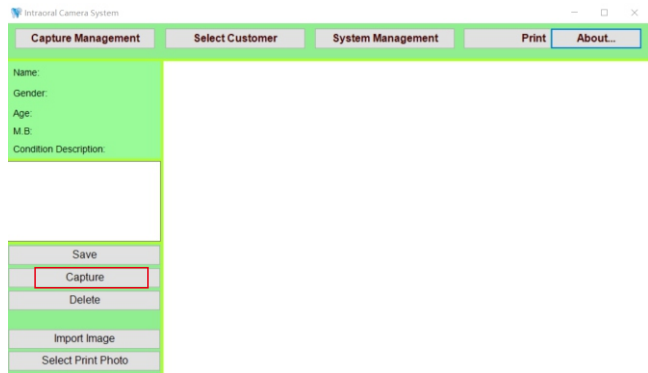 Intraoral Camera System
Capture Management Select Customer System Management Print About...
Name:
Gender:
Age:
M.B:
Condition Description:
Save
Capture
Delete
Import Image
Select Print Photo